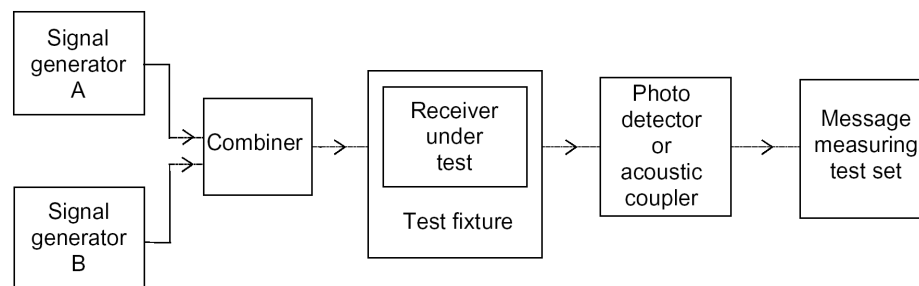 Signal
generator
A
Signal
generator
B
Combiner
Receiver
under
test
Test fixture
Photo
detector
or
acoustic
coupler
Message
measuring
test set